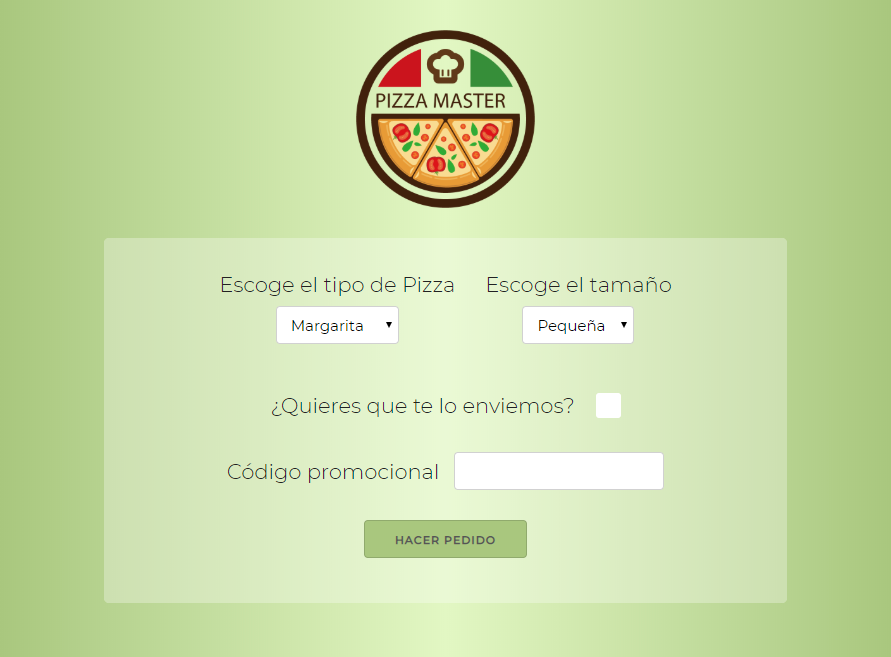 PIZZA MASTER
Escoge el tipo de Pizza Escoge el tamaño
Margarita Pequeña
¿Quieres que te lo enviemos?
Código promocional
HACER PEDIDO